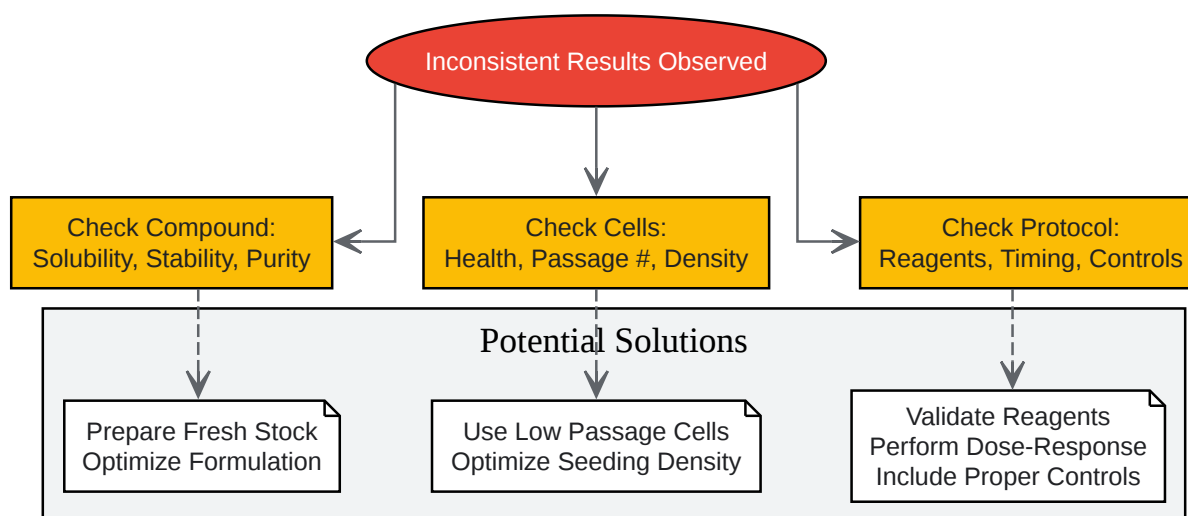 Inconsistent Results Observed
Check Compound:
Solubility, Stability, Purity
Check Cells:
Health, Passage #, Density
Check Protocol:
Reagents, Timing, Controls
Potential Solutions
Prepare Fresh Stock
Optimize Formulation
Use Low Passage Cells
Optimize Seeding Density
Validate Reagents
Perform Dose-Response
Include Proper Controls